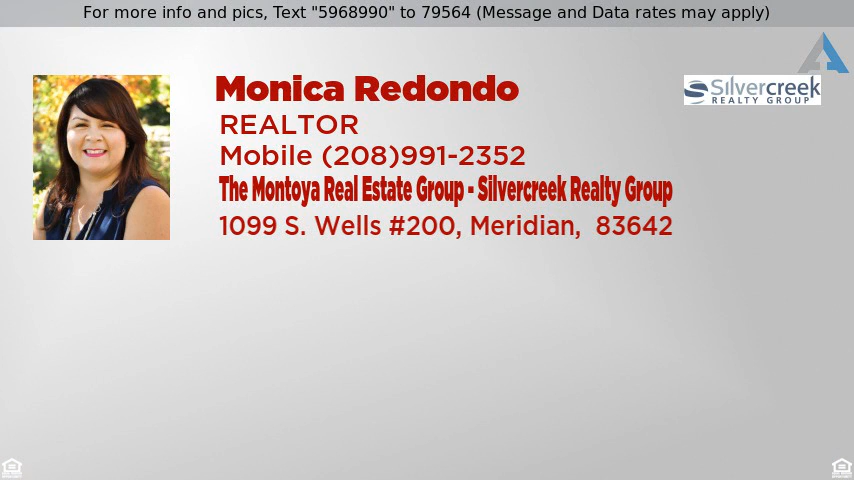 For more info and pics, Text "5968990" to 79564 (Message and Data rates may apply)
Monica Redondo
Silvercreek
REALTY GROUP
REALTOR
Mobile (208)991-2352
The Montoya Real Estate Group - Silvercreek Realty Group
1099 S. Wells #200, Meridian,  83642